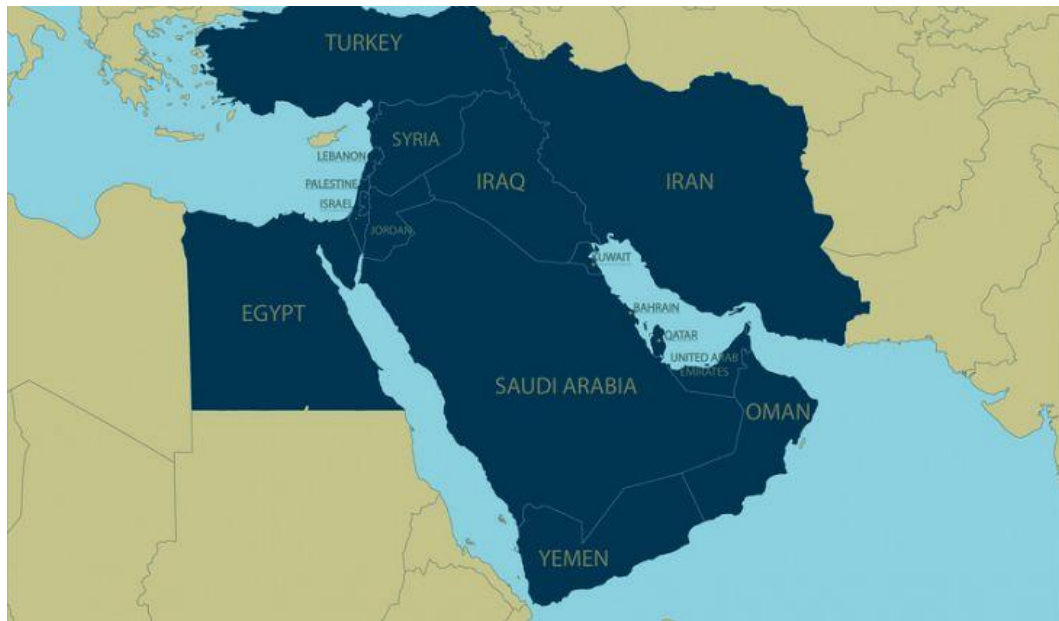 TURKEY
SYRIA
LEBANON
IRAQ
IRAN
PALESTINE
ISRAEL
JORDAN
KUWAIT
EGYPT
BAHRAIN
QATAR
UNITED ARAB
EMIRATES
SAUDI ARABIA
OMAN
YEMEN